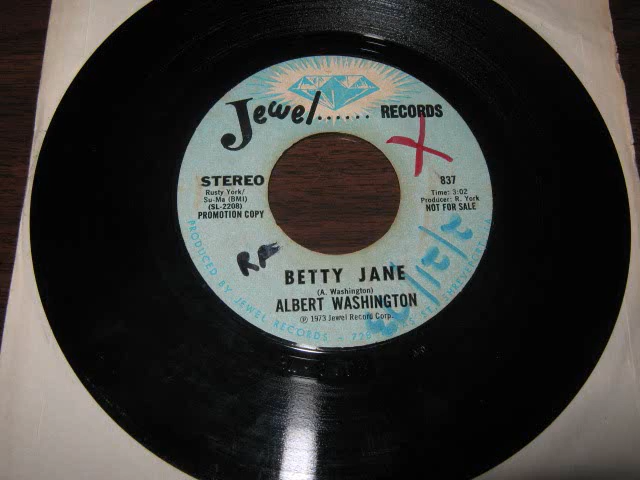 Jewel...... RECORDS
X
STEREO
Rusty York/
Su-Ma (BMI)
(SL-2208)
PROMOTION COPY
837
Time: 3:02
Producer: R. York
NOT FOR SALE
BETTY JANE
(A. Washington)
ALBERT WASHINGTON
℗ 1973 Jewel Record Corp.
PRODUCED BY JEWEL RECORDS